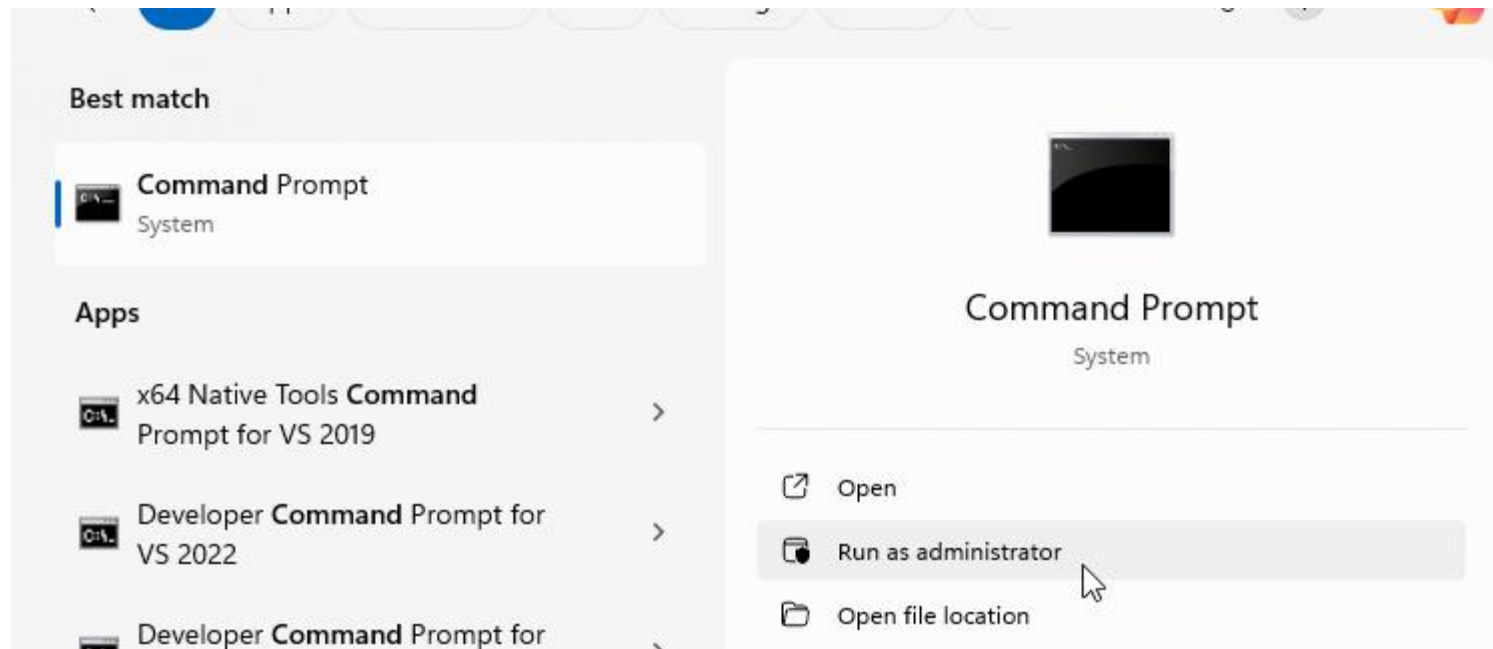 Best match
Command Prompt
System
Apps
x64 Native Tools Command
Prompt for VS 2019
Developer Command Prompt for
VS 2022
Developer Command Prompt for
Command Prompt
System
Open
Run as administrator
Open file location